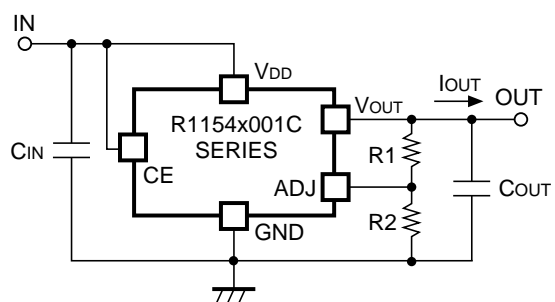 IN
VDD
IOUT
OUT
VOUT
R1154x001C
SERIES
R1
CIN
CE
ADJ
COUT
R2
GND